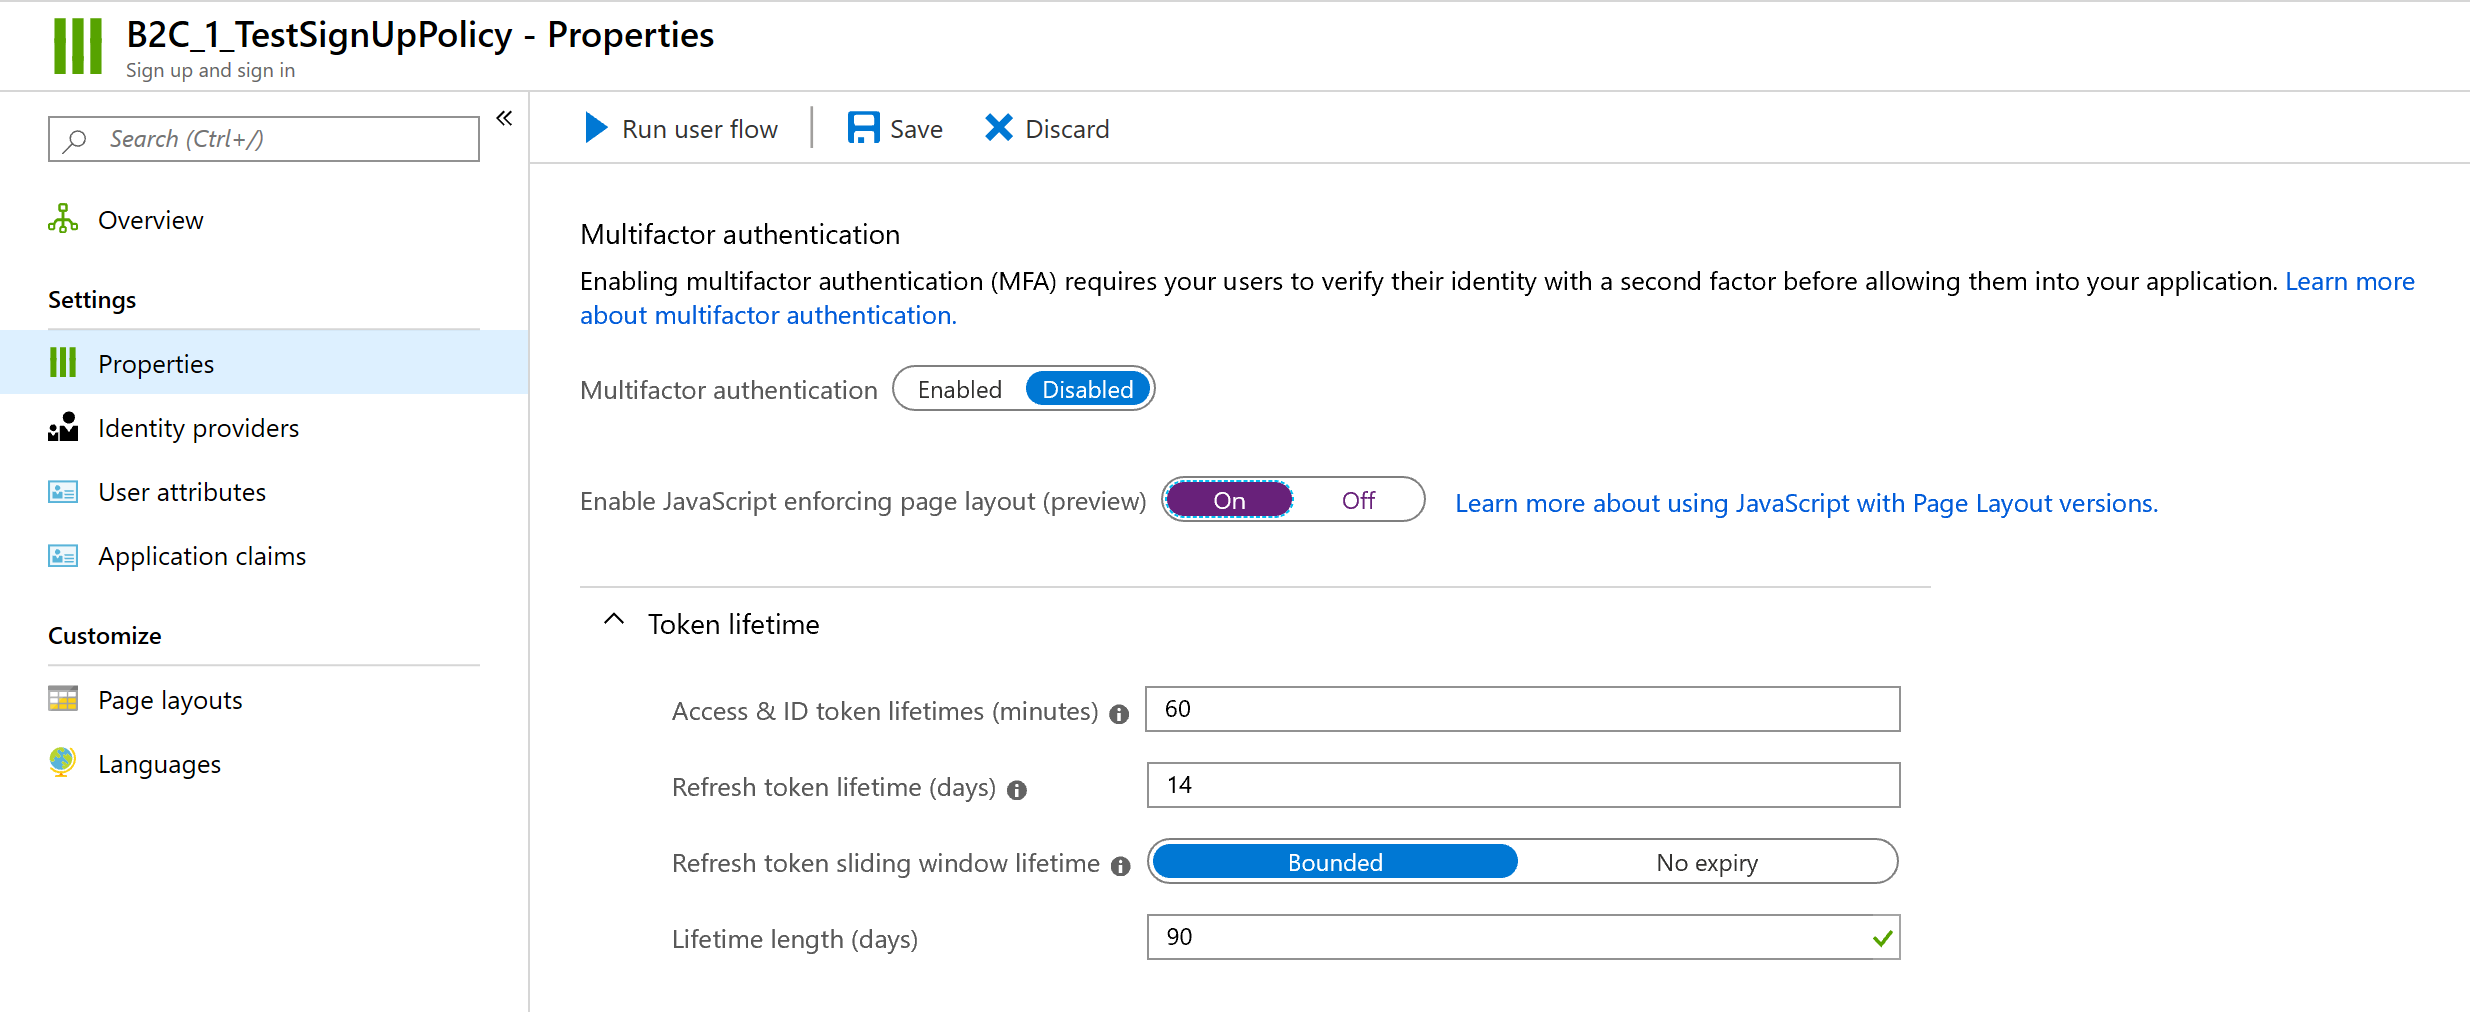 B2C_1_TestSignUpPolicy - Properties
Sign up and sign in
Search (Ctrl+/)
«
Overview
Settings
Properties
Identity providers
User attributes
Application claims
Customize
Page layouts
Languages
Run user flow
Save
Discard
Multifactor authentication
Enabling multifactor authentication (MFA) requires your users to verify their identity with a second factor before allowing them into your application. Learn more
about multifactor authentication.
Multifactor authentication Enabled Disabled
Enable JavaScript enforcing page layout (preview) On Off Learn more about using JavaScript with Page Layout versions.
Token lifetime
Access & ID token lifetimes (minutes) 60
Refresh token lifetime (days) 14
Refresh token sliding window lifetime Bounded No expiry
Lifetime length (days) 90